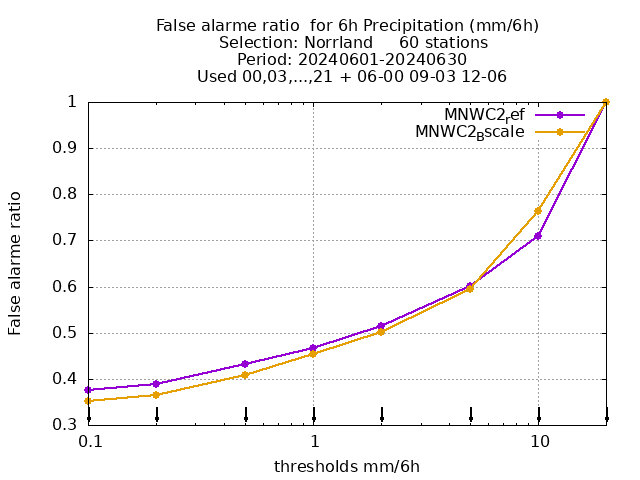 False alarme ratio  for 6h Precipitation (mm/6h)
Selection: Norrland     60 stations
Period: 20240601-20240630
Used 00,03,...,21 + 06-00 09-03 12-06
MNWC2ref
MNWC2Bscale
1
0.9
0.8
0.7
0.6
0.5
0.4
0.3
False alarme ratio
0.1
1
10
thresholds mm/6h